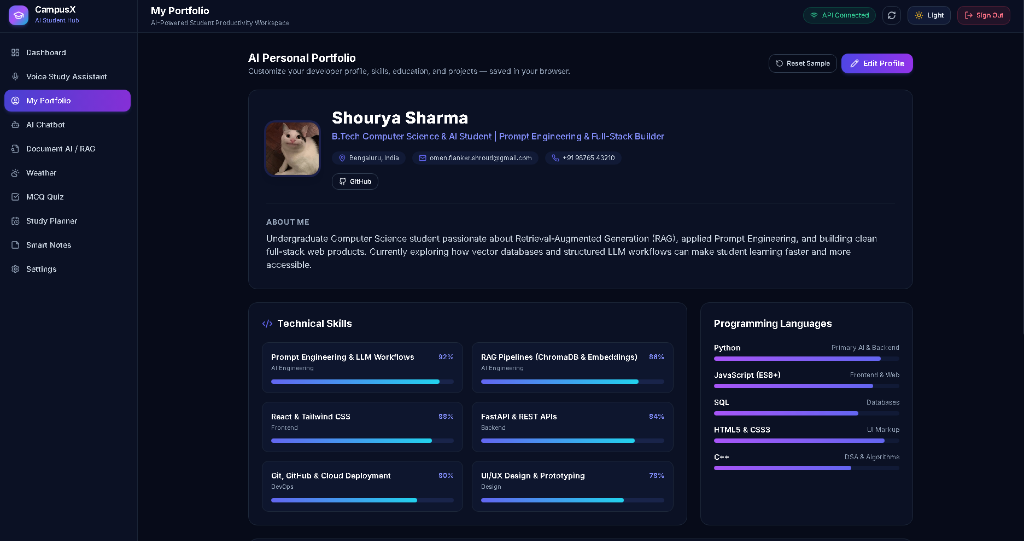 CampusX
AI Student Hub
Dashboard
Voice Study Assistant
My Portfolio
AI Chatbot
Document AI / RAG
Weather
MCQ Quiz
Study Planner
Smart Notes
Settings
My Portfolio
AI-Powered Student Productivity Workspace
API Connected
Light
Sign Out
AI Personal Portfolio
Customize your developer profile, skills, education, and projects — saved in your browser.
Reset Sample
Edit Profile
Shourya Sharma
B.Tech Computer Science & AI Student | Prompt Engineering & Full-Stack Builder
Bengaluru, India
+91 98765 43210
GitHub
ABOUT ME
Undergraduate Computer Science student passionate about Retrieval-Augmented Generation (RAG), applied Prompt Engineering, and building clean
full-stack web products. Currently exploring how vector databases and structured LLM workflows can make student learning faster and more
accessible.
Technical Skills
Prompt Engineering & LLM Workflows 92%
AI Engineering
RAG Pipelines (ChromaDB & Embeddings)
AI Engineering
React & Tailwind CSS
Frontend
FastAPI & REST APIs 84%
Backend
Git, GitHub & Cloud Deployment
DevOps
UI/UX Design & Prototyping
Design
Programming Languages
Python Primary AI & Backend
JavaScript (ES6+) Frontend & Web
SQL Databases
HTML5 & CSS3 UI Markup
C++ DSA & Algorithms